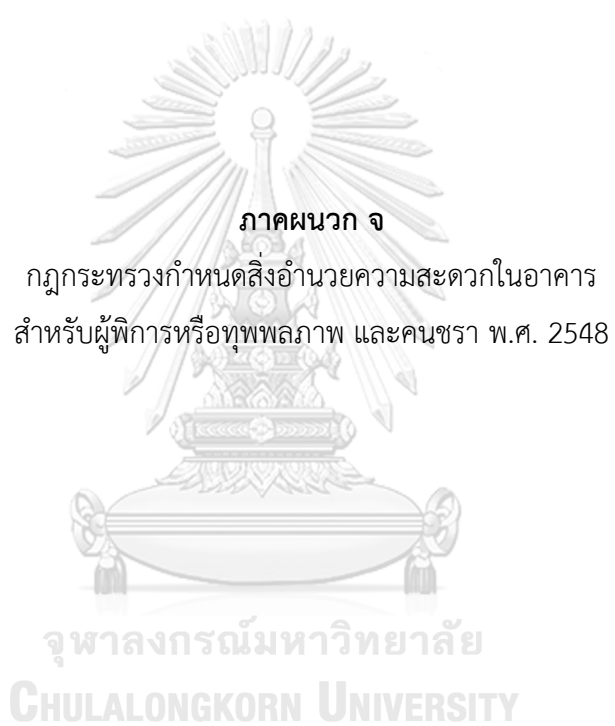 ภาคผนวก จ
กฎกระทรวงกำหนดสิ่งอำนวยความสะดวกในอาคาร
สำหรับผู้พิการหรือทุพพลภาพ และคนชรา พ.ศ. 2548
จุฬาลงกรณ์มหาวิทยาลัย
CHULALONGKORN UNIVERSITY